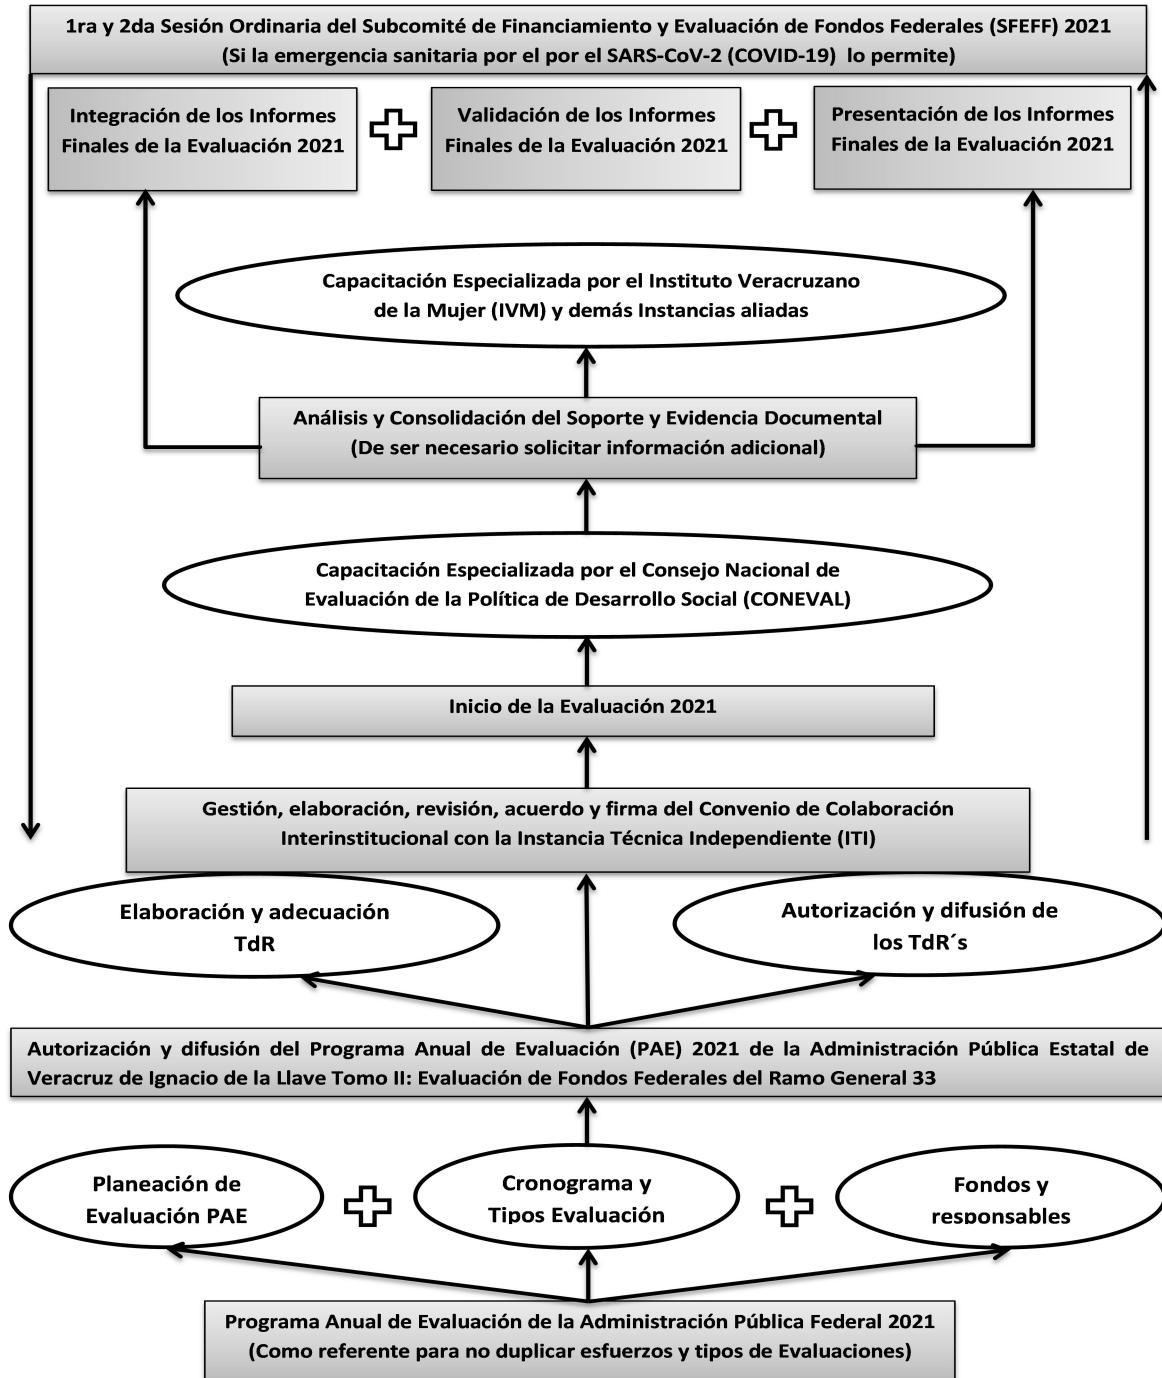 1ra y 2da Sesión Ordinaria del Subcomité de Financiamiento y Evaluación de Fondos Federales (SFEFF) 2021
(Si la emergencia sanitaria por el por el SARS-CoV-2 (COVID-19) lo permite)
Integración de los Informes
Finales de la Evaluación 2021
Validación de los Informes
Finales de la Evaluación 2021
Presentación de los Informes
Finales de la Evaluación 2021
Capacitación Especializada por el Instituto Veracruzano
de la Mujer (IVM) y demás Instancias aliadas
Análisis y Consolidación del Soporte y Evidencia Documental
(De ser necesario solicitar información adicional)
Capacitación Especializada por el Consejo Nacional de
Evaluación de la Política de Desarrollo Social (CONEVAL)
Inicio de la Evaluación 2021
Gestión, elaboración, revisión, acuerdo y firma del Convenio de Colaboración
Interinstitucional con la Instancia Técnica Independiente (ITI)
Elaboración y adecuación
TdR
Autorización y difusión de
los TdR´s
Autorización y difusión del Programa Anual de Evaluación (PAE) 2021 de la Administración Pública Estatal de
Veracruz de Ignacio de la Llave Tomo II: Evaluación de Fondos Federales del Ramo General 33
Planeación de
Evaluación PAE
Cronograma y
Tipos Evaluación
Fondos y
responsables
Programa Anual de Evaluación de la Administración Pública Federal 2021
(Como referente para no duplicar esfuerzos y tipos de Evaluaciones)